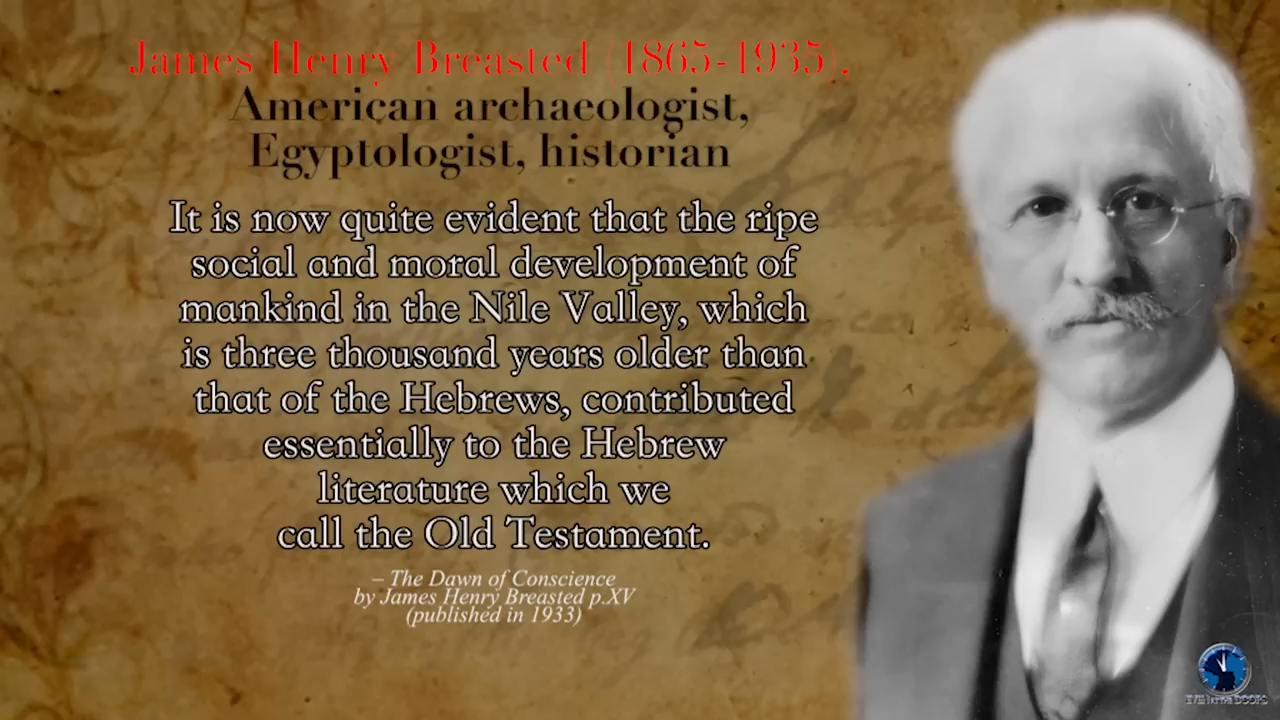 James Henry Breasted (1865-1935),
American archaeologist,
Egyptologist, historian
It is now quite evident that the ripe
social and moral development of
mankind in the Nile Valley, which
is three thousand years older than
that of the Hebrews, contributed
essentially to the Hebrew
literature which we
call the Old Testament.
– The Dawn of Conscience
by James Henry Breasted p.XV
(published in 1933)